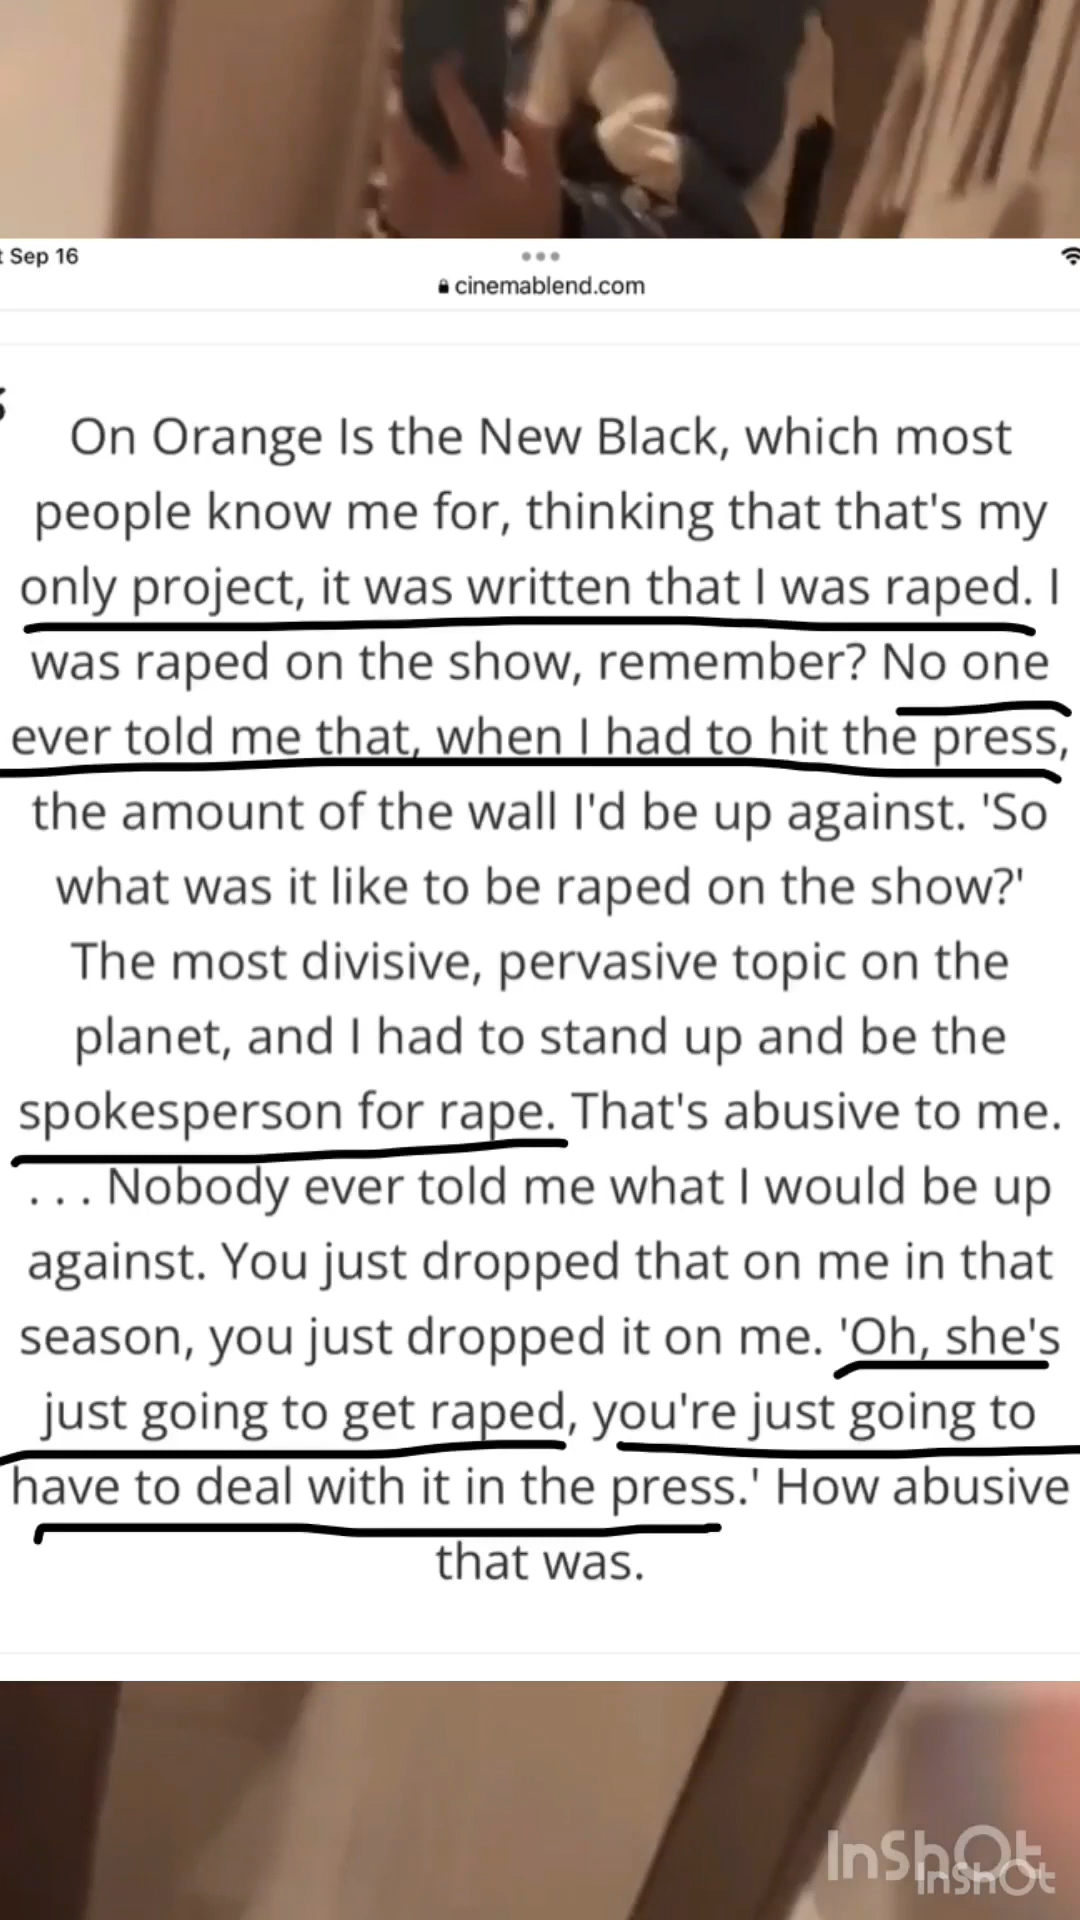 t Sep 16
cinemablend.com
On Orange Is the New Black, which most
people know me for, thinking that that's my
only project, it was written that I was raped. I
was raped on the show, remember? No one
ever told me that, when I had to hit the press,
the amount of the wall I'd be up against. 'So
what was it like to be raped on the show?'
The most divisive, pervasive topic on the
planet, and I had to stand up and be the
spokesperson for rape. That's abusive to me.
. . . Nobody ever told me what I would be up
against. You just dropped that on me in that
season, you just dropped it on me. 'Oh, she's
just going to get raped, you're just going to
have to deal with it in the press.' How abusive
that was.
InShOt
InShOt